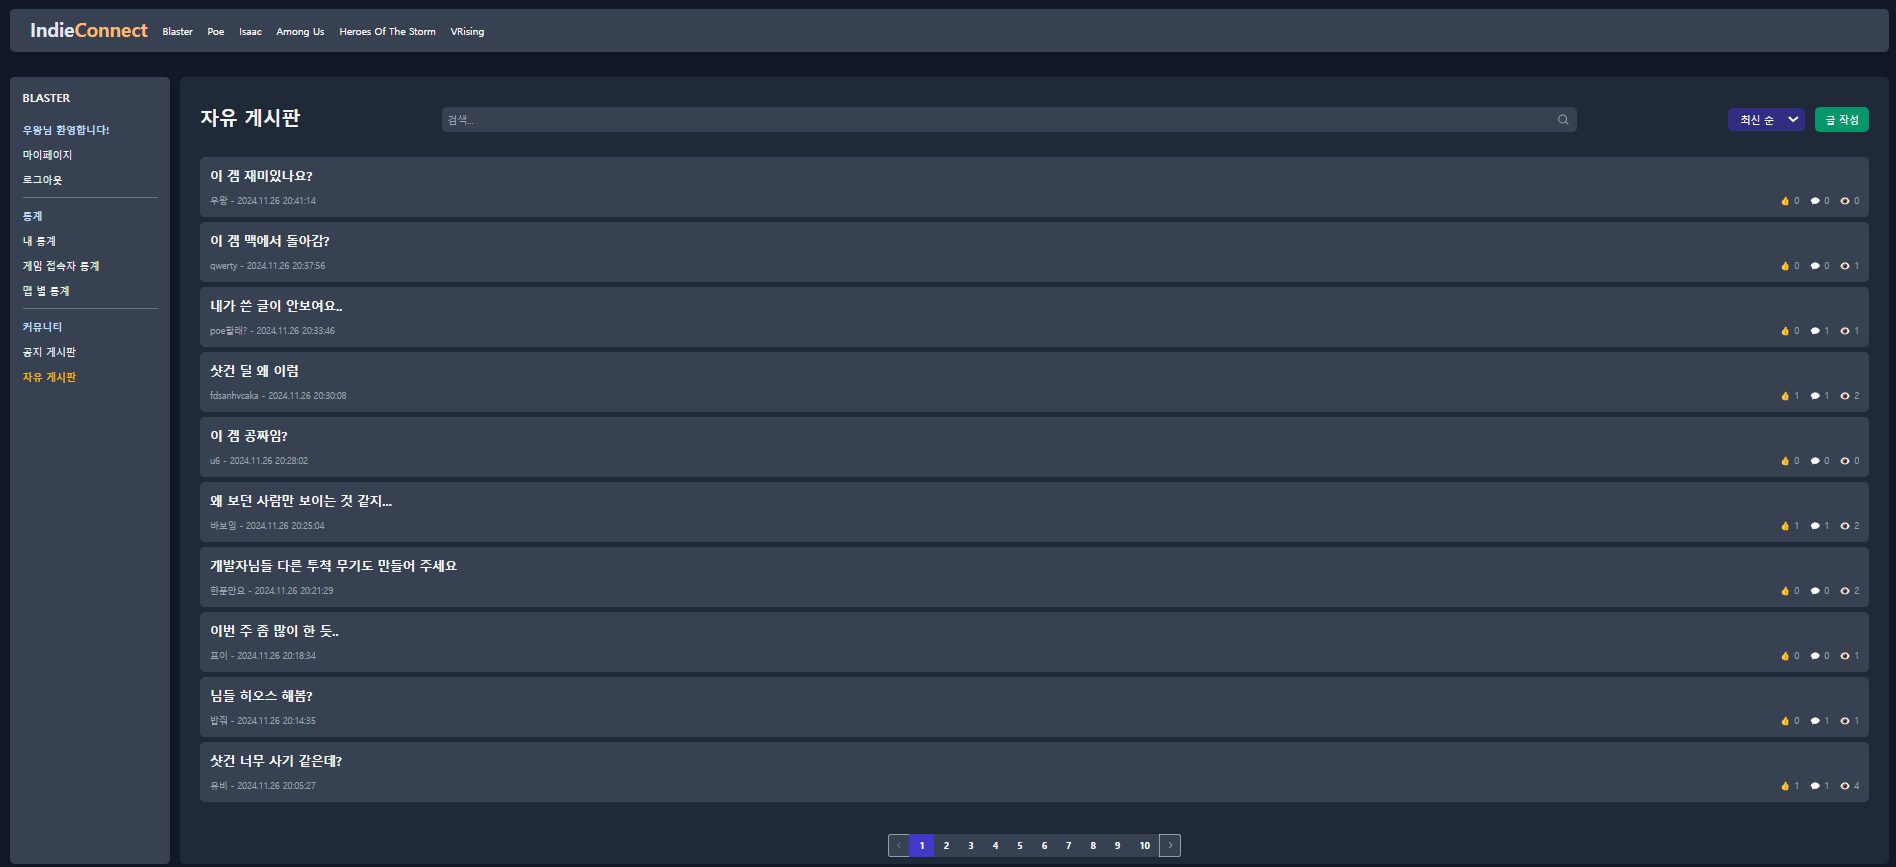 IndieConnect Blaster Poe Isaac Among Us Heroes Of The Storm VRising
BLASTER
우왕님 환영합니다!
마이페이지
로그아웃
통계
내 통계
게임 접속자 통계
맵 별 통계
커뮤니티
공지 게시판
자유 게시판
자유 게시판 검색... 최신 순 글 작성
이 겜 재미있나요?
우왕 - 2024.11.26 20:41:14 0 0 0
이 겜 맥에서 돌아감?
qwerty - 2024.11.26 20:37:56 0 0 1
내가 쓴 글이 안보여요..
poe할래? - 2024.11.26 20:33:46 0 1 1
샷건 딜 왜 이럼
fdsanhvcaka - 2024.11.26 20:30:08 1 1 2
이 겜 공짜임?
u6 - 2024.11.26 20:28:02 0 0 0
왜 보던 사람만 보이는 것 같지...
바보임 - 2024.11.26 20:25:04 1 1 2
개발자님들 다른 투척 무기도 만들어 주세요
한푼만요 - 2024.11.26 20:21:29 0 0 2
이번 주 좀 많이 한 듯..
프이 - 2024.11.26 20:18:34 0 0 1
님들 히오스 해봄?
밥줘 - 2024.11.26 20:14:35 0 1 1
샷건 너무 사기 같은데?
유비 - 2024.11.26 20:05:27 1 1 4
< 1 2 3 4 5 6 7 8 9 10 >